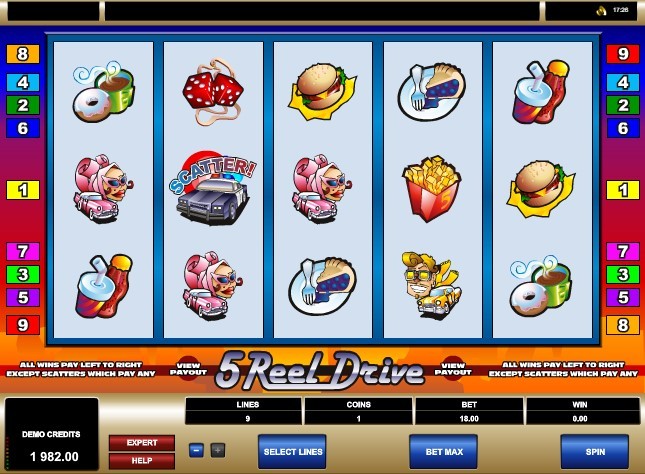 17:26
8
9
4
4
2
2
6
6
SCATTER!
1
1
7
7
3
3
5
5
9
8
ALL WINS PAY LEFT TO RIGHT
EXCEPT SCATTERS WHICH PAY ANY
VIEW
PAYOUT
5 Reel Drive
VIEW
PAYOUT
ALL WINS PAY LEFT TO RIGHT
EXCEPT SCATTERS WHICH PAY ANY
LINES
COINS
BET
WIN
9
1
18.00
0.00
DEMO CREDITS
1 982.00
EXPERT
HELP
-
+
SELECT LINES
BET MAX
SPIN